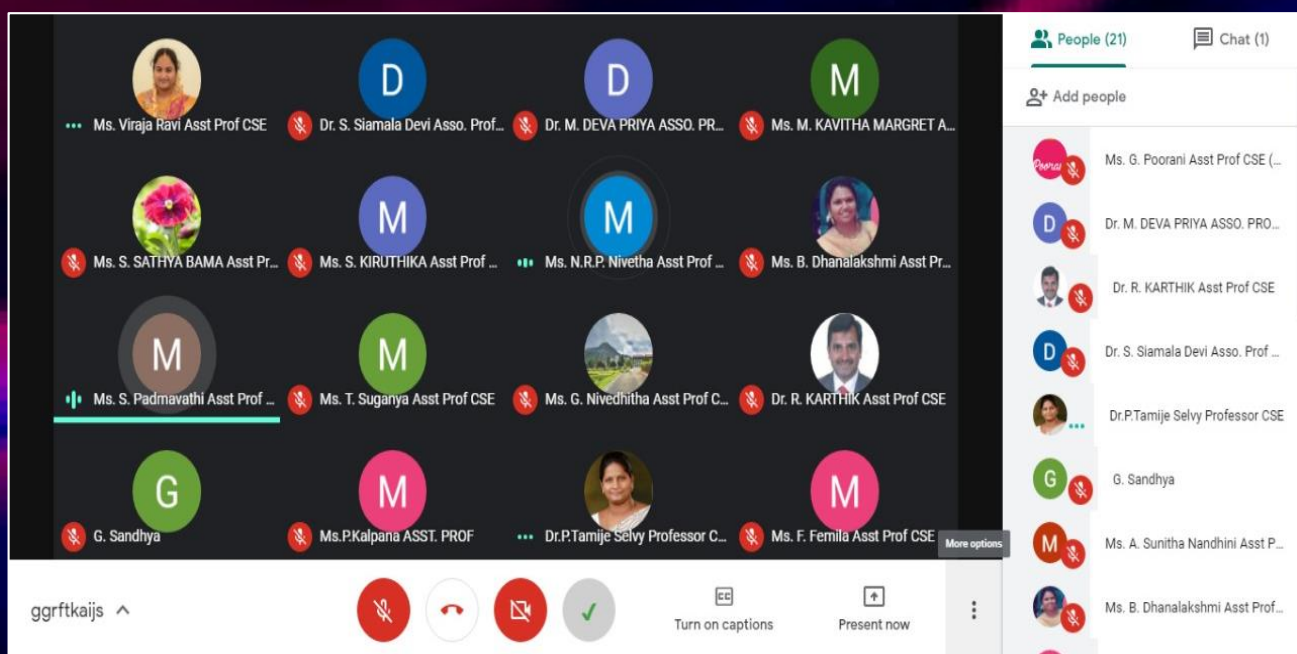 People (21) Chat (1)
Add people
D D M
Ms. Viraja Ravi Asst Prof CSE Dr. S. Siamala Devi Asso. Prof... Dr. M. DEVA PRIYA ASSO. PR... Ms. M. KAVITHA MARGRET A...
M M
Ms. S. SATHYA BAMA Asst Pr... Ms. S. KIRUTHIKA Asst Prof ... Ms. N.R.P. Nivetha Asst Prof ... Ms. B. Dhanalakshmi Asst Pr...
M M
Ms. S. Padmavathi Asst Prof ... Ms. T. Suganya Asst Prof CSE Ms. G. Nivedhitha Asst Prof C... Dr. R. KARTHIK Asst Prof CSE
G M M
G. Sandhya Ms.P.Kalpana ASST. PROF Dr.P.Tamije Selvy Professor C... Ms. F. Femila Asst Prof CSE
More options
ggrftkaijs
CC
Turn on captions Present now
Ms. G. Poorani Asst Prof CSE (...
D Dr. M. DEVA PRIYA ASSO. PRO...
Dr. R. KARTHIK Asst Prof CSE
D Dr. S. Siamala Devi Asso. Prof ...
Dr.P.Tamije Selvy Professor CSE
G G. Sandhya
M Ms. A. Sunitha Nandhini Asst P...
Ms. B. Dhanalakshmi Asst Prof...